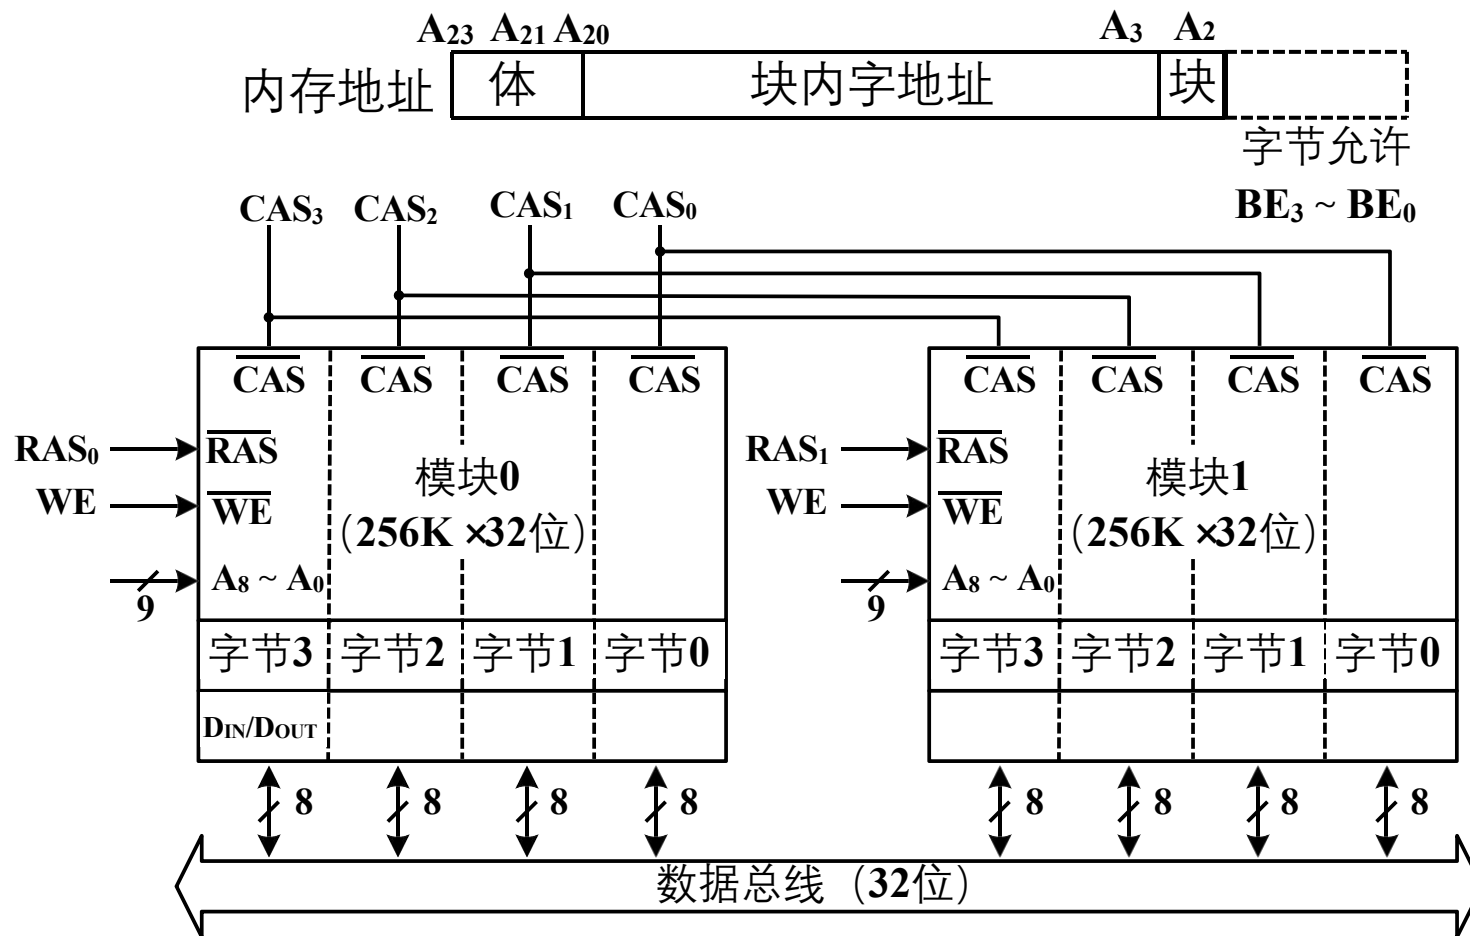 A23 A21 A20 A3 A2
内存地址 体 块内字地址 块
字节允许
BE3 ~ BE0
CAS3 CAS2 CAS1 CAS0
CAS CAS CAS CAS CAS CAS CAS CAS
RAS0 RAS RAS1 RAS
模块0 模块1
WE WE WE WE
(256K ×32位) (256K ×32位)
A8 ~ A0 A8 ~ A0
9 9
字节3 字节2 字节1 字节0 字节3 字节2 字节1 字节0
DIN/DOUT
8 8 8 8 8 8 8 8
数据总线 (32位)